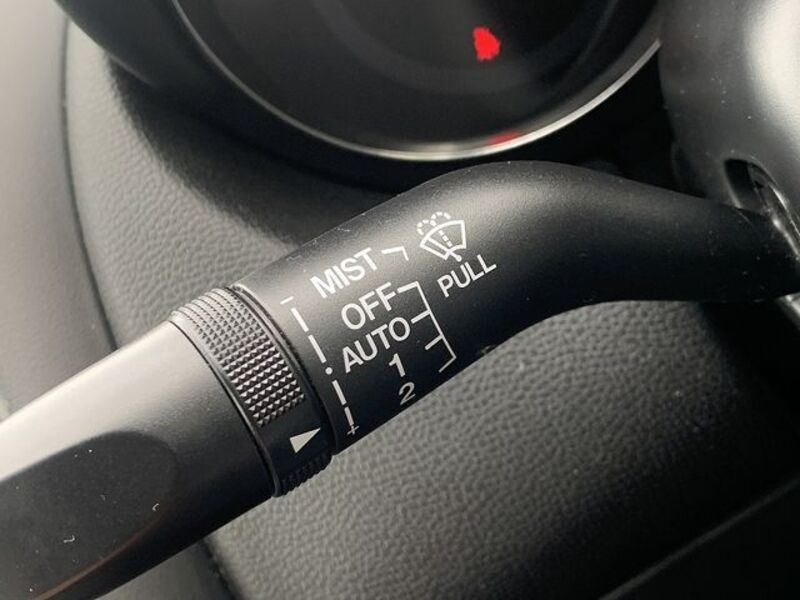 MIST
OFF
AUTO
1
2
PULL
- +